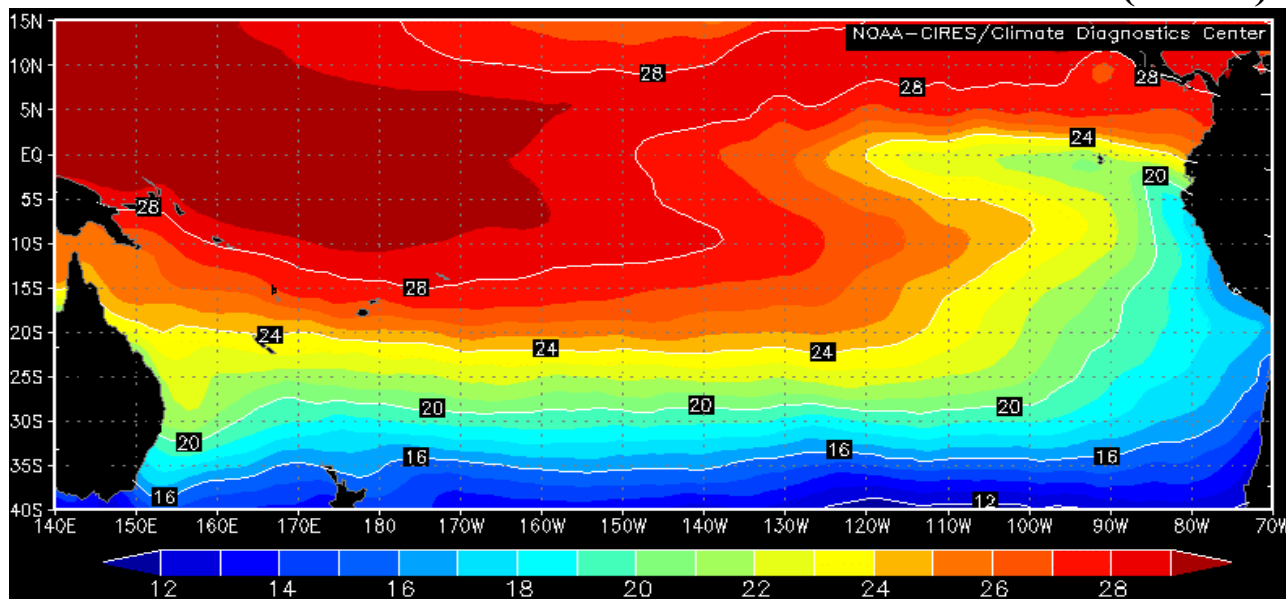 15N
NOAA-CIRES/Climate Diagnostics Center
10N
28
28
28
5N
24
EQ
20
5S
28
10S
15S
28
20S
24
24
24
25S
20
20
20
30S
20
35S
16
16
16
16
12
40S
140E 150E 160E 170E 180 170W 160W 150W 140W 130W 120W 110W 100W 90W 80W 70W
12 14 16 18 20 22 24 26 28